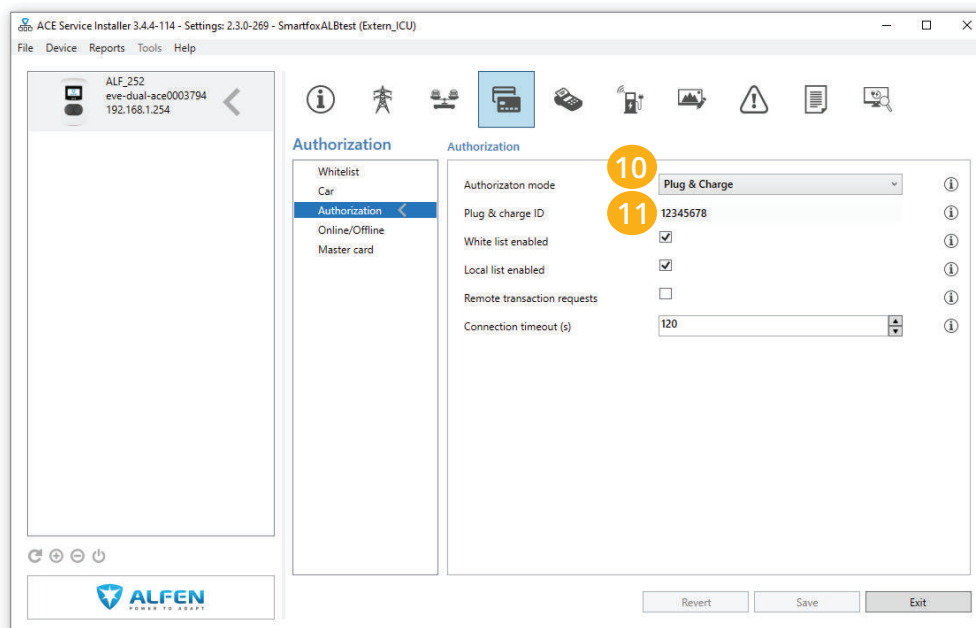 ACE Service Installer 3.4.4-114 - Settings: 2.3.0-269 - SmartfoxALBtest (Extern_ICU)
File Device Reports Tools Help
ALF_252
eve-dual-ace0003794
192.168.1.254
Authorization
Whitelist
Car
Authorization
Online/Offline
Master card
Authorization
10
Authorizaton mode Plug & Charge
11
Plug & charge ID 12345678
White list enabled
Local list enabled
Remote transaction requests
Connection timeout (s) 120
ALFEN
POWER TO ADAPT
Revert Save Exit